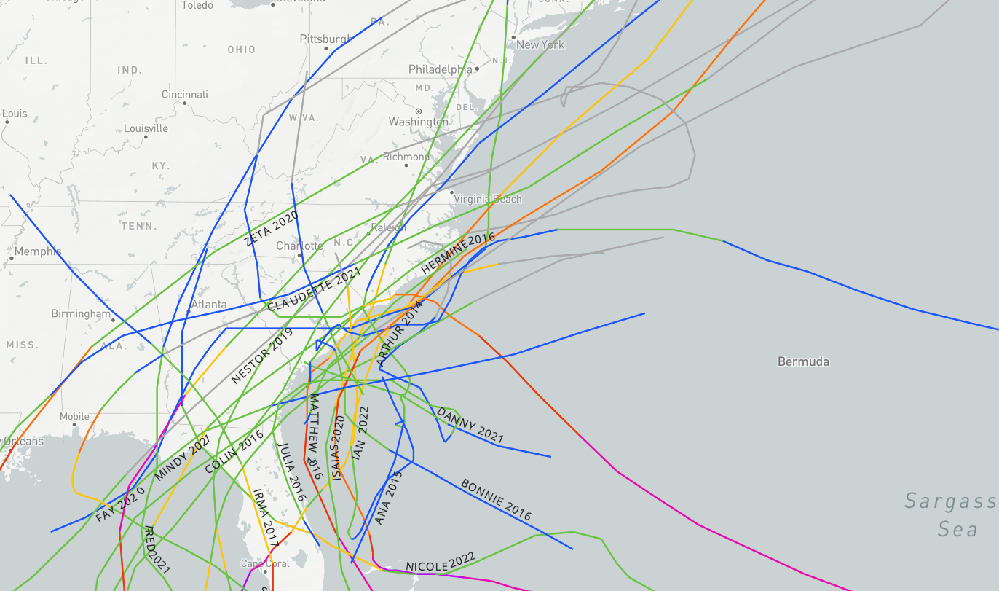 Toledo
Cleveland
PA.
CONN.
Pittsburgh
New York
OHIO
ILL.
IND.
N.J.
Philadelphia
MD.
Cincinnati
DEL.
Louis
W.VA.
Washington
Louisville
VA.
Richmond
KY.
Virginia Beach
ZETA 2020
TENN.
Raleigh
N.C.
HERMINE 2016
Charlotte
Memphis
CLAUDETTE 2021
Atlanta
Birmingham
ARTHUR 2014
MISS.
ALA.
NESTOR 2019
Bermuda
Mobile
MATTHEW 2016
ISAIAS 2020
IAN 2022
DANNY 2021
Orleans
MINDY 2021
COLIN 2016
JULIA 2016
ANA 2015
BONNIE 2016
FAY 2020
IRMA 2017
Sargass
Sea
FRED 2021
Cape Coral
NICOLE 2022